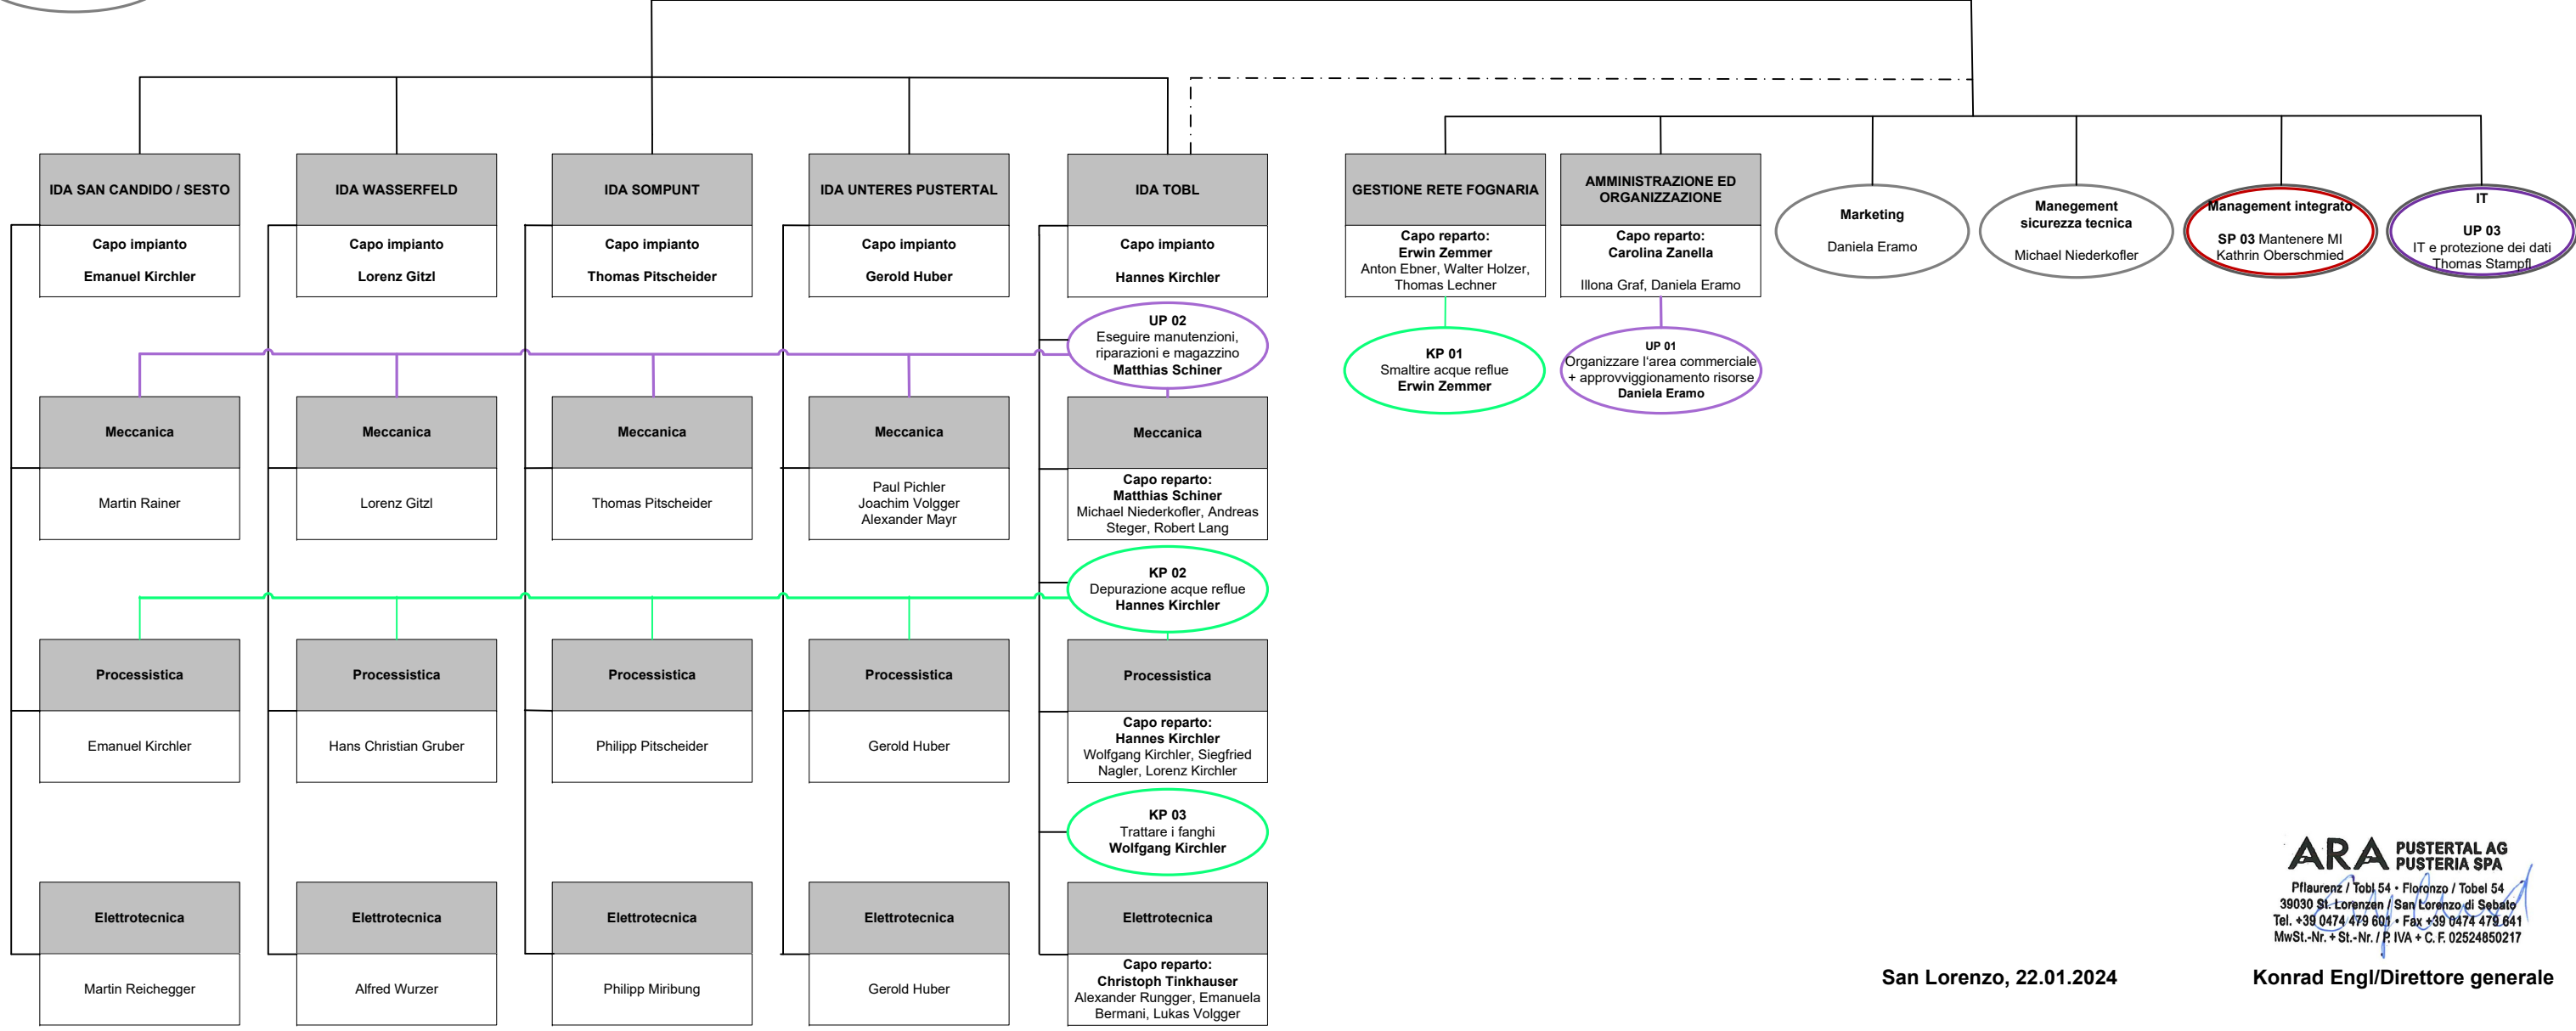 IDA SAN CANDIDO / SESTO
Capo impianto
Emanuel Kirchler
IDA WASSERFELD
Capo impianto
Lorenz Gitzl
IDA SOMPUNT
Capo impianto
Thomas Pitscheider
IDA UNTERES PUSTERTAL
Capo impianto
Gerold Huber
IDA TOBL
Capo impianto
Hannes Kirchler
GESTIONE RETE FOGNARIA
Capo reparto:
Erwin Zemmer
Anton Ebner, Walter Holzer,
Thomas Lechner
AMMINISTRAZIONE ED
ORGANIZZAZIONE
Capo reparto:
Carolina Zanella
Illona Graf, Daniela Eramo
Marketing
Daniela Eramo
Manegement
sicurezza tecnica
Michael Niederkofler
Management integrato
SP 03 Mantenere MI
Kathrin Oberschmied
IT
UP 03
IT e protezione dei dati
Thomas Stampfl
UP 02
Eseguire manutenzioni,
riparazioni e magazzino
Matthias Schiner
KP 01
Smaltire acque reflue
Erwin Zemmer
UP 01
Organizzare l'area commerciale
+ approvviggionamento risorse
Daniela Eramo
Meccanica
Martin Rainer
Meccanica
Lorenz Gitzl
Meccanica
Thomas Pitscheider
Meccanica
Paul Pichler
Joachim Volgger
Alexander Mayr
Meccanica
Capo reparto:
Matthias Schiner
Michael Niederkofler, Andreas
Steger, Robert Lang
KP 02
Depurazione acque reflue
Hannes Kirchler
Processistica
Emanuel Kirchler
Processistica
Hans Christian Gruber
Processistica
Philipp Pitscheider
Processistica
Gerold Huber
Processistica
Capo reparto:
Hannes Kirchler
Wolfgang Kirchler, Siegfried
Nagler, Lorenz Kirchler
KP 03
Trattare i fanghi
Wolfgang Kirchler
Elettrotecnica
Martin Reichegger
Elettrotecnica
Alfred Wurzer
Elettrotecnica
Philipp Miribung
Elettrotecnica
Gerold Huber
Elettrotecnica
Capo reparto:
Christoph Tinkhauser
Alexander Rungger, Emanuela
Bermani, Lukas Volgger
ARA PUSTERTAL AG
PUSTERIA SPA
Pflaurenz / Tobl 54 • Floronzo / Tobel 54
39030 St. Lorenzen / San Lorenzo di Sebato
Tel. +39 0474 479 601 • Fax +39 0474 479 641
MwSt.-Nr. + St.-Nr. / P. IVA + C. F. 02524850217
San Lorenzo, 22.01.2024
Konrad Engl/Direttore generale